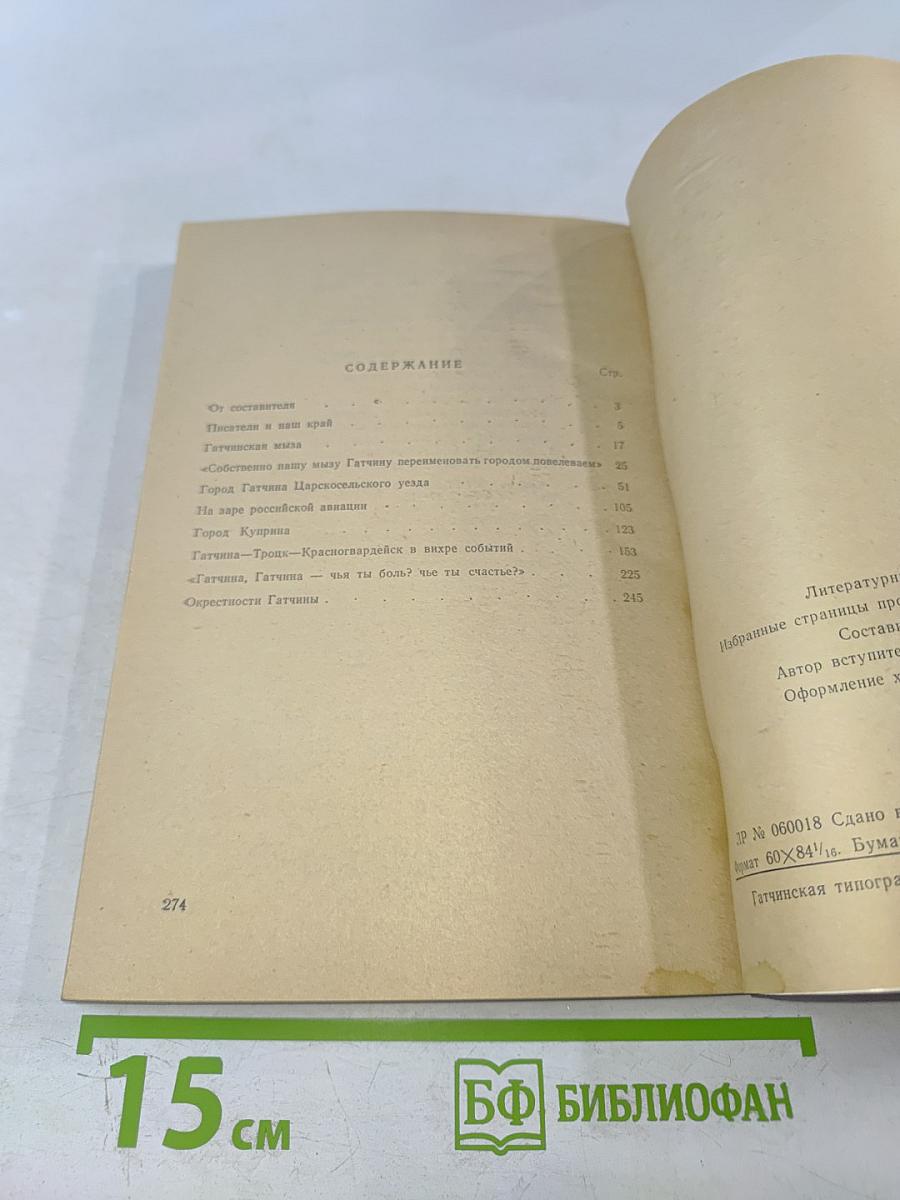 СОДЕРЖАНИЕ
Стр.
От составителя . . . . . . . . . . . 3
Писатели и наш край . . . . . . . . . . 5
Гатчинская мыза . . . . . . . . . . . 17
«Собственно нашу мызу Гатчину переименовать городом повелеваем» 25
Город Гатчина Царскосельского уезда . . . . . . . 51
На заре российской авиации . . . . . . . . . 105
Город Куприна . . . . . . . . . . . 123
Гатчина—Троцк—Красногвардейск в вихре событий . . . . 153
«Гатчина, Гатчина — чья ты боль? чье ты счастье?» . . . 225
Окрестности Гатчины . . . . . . . . . . . 245
274
Литературн
Избранные страницы про
Состави
Автор вступите
Оформление х
ЛР № 060018 Сдано в
Формат 60×84¹/₁₆. Бума
Гатчинская типогра
15 см
БФ БИБЛИОФАН